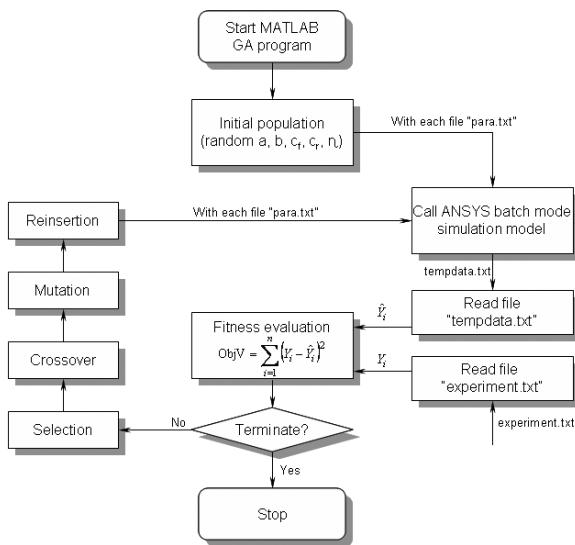 Start MATLAB
GA program
Initial population
(random a, b, c_f, c_r, η)
With each file "para.txt"
Reinsertion
With each file "para.txt"
Call ANSYS batch mode
simulation model
tempdata.txt
Mutation
Read file
"tempdata.txt"
Ŷ_i
Fitness evaluation
ObjV = ∑_{i=1}^{n} (Y_i − Ŷ_i)^2
Crossover
Y_i
Read file
"experiment.txt"
experiment.txt
Selection
No
Terminate?
Yes
Stop